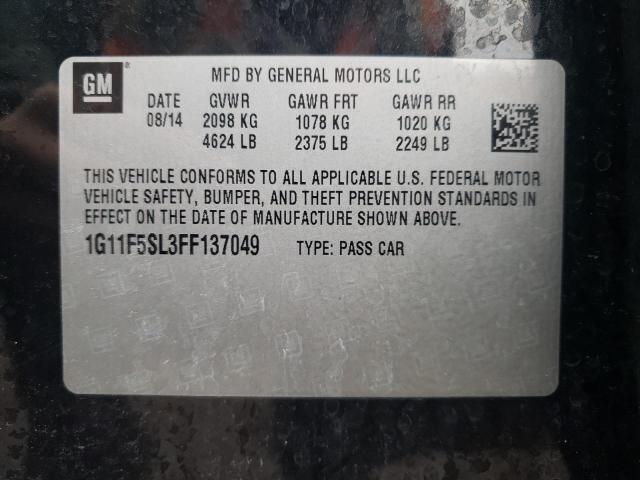 GM ®
MFD BY GENERAL MOTORS LLC
DATE GVWR GAWR FRT GAWR RR
08/14 2098 KG 1078 KG 1020 KG
4624 LB 2375 LB 2249 LB
THIS VEHICLE CONFORMS TO ALL APPLICABLE U.S. FEDERAL MOTOR
VEHICLE SAFETY, BUMPER, AND THEFT PREVENTION STANDARDS IN
EFFECT ON THE DATE OF MANUFACTURE SHOWN ABOVE.
1G11F5SL3FF137049 TYPE: PASS CAR